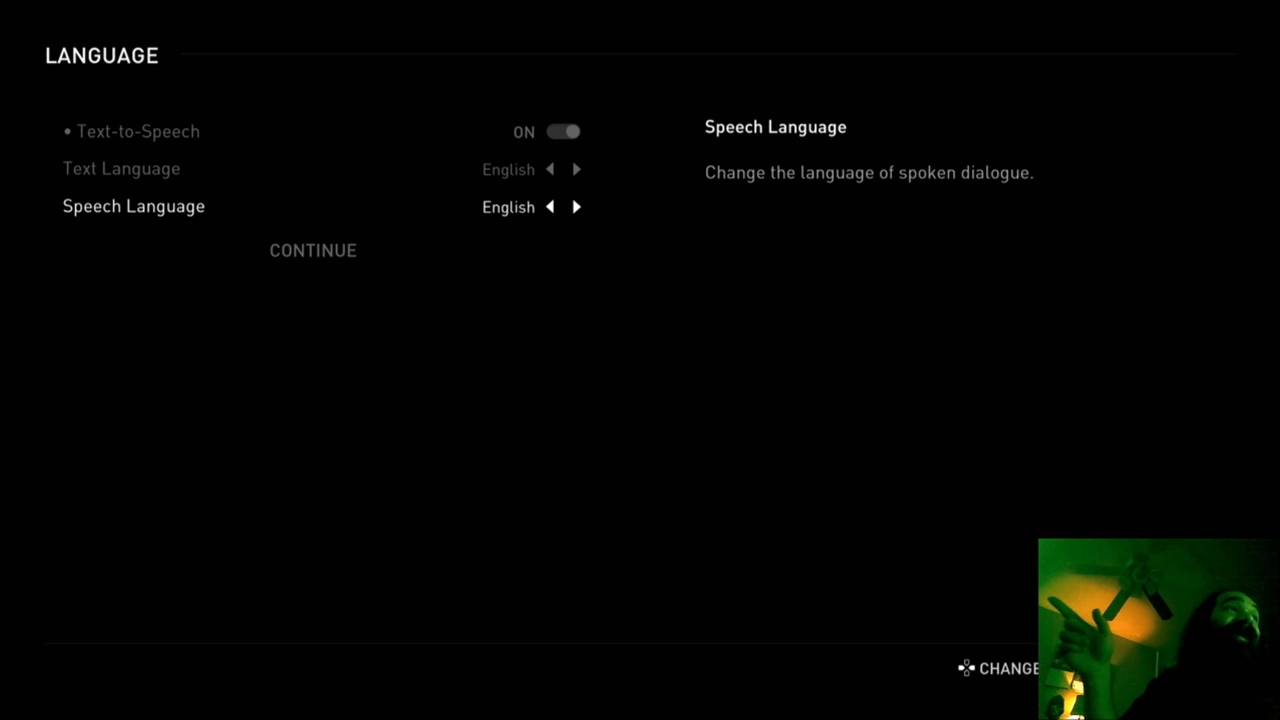 LANGUAGE
• Text-to-Speech ON
Text Language English
Speech Language English
CONTINUE
Speech Language
Change the language of spoken dialogue.
CHANGE